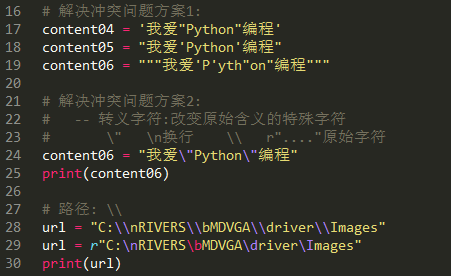 16 # 解决冲突问题方案1:
17 content04 = '我爱"Python"编程'
18 content05 = "我爱'Python'编程"
19 content06 = """我爱'P'yth"on"编程"""
20
21 # 解决冲突问题方案2:
22 #   -- 转义字符:改变原始含义的特殊字符
23 #       \"   \n换行    \\   r"...."原始字符
24 content06 = "我爱\"Python\"编程"
25 print(content06)
26
27 # 路径: \\
28 url = "C:\\nRIVERS\\bMDVGA\\driver\\Images"
29 url = r"C:\nRIVERS\bMDVGA\driver\Images"
30 print(url)